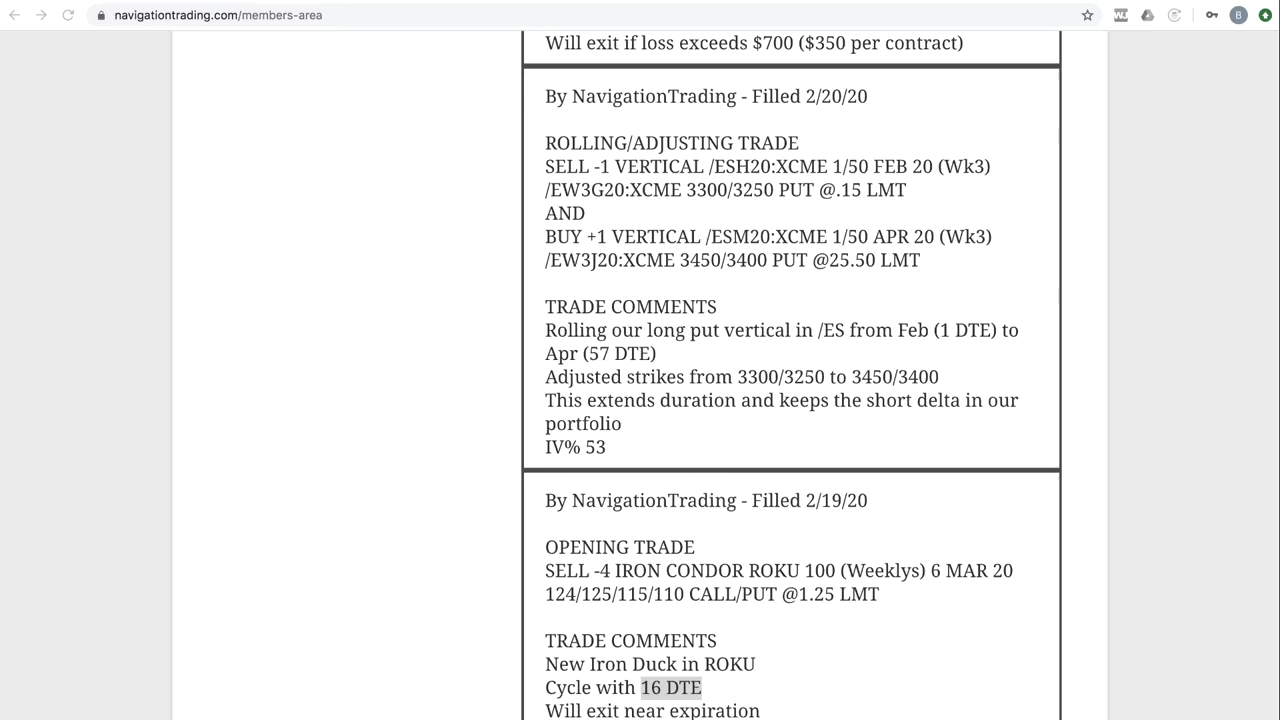 navigationtrading.com/members-area
B
Will exit if loss exceeds $700 ($350 per contract)
By NavigationTrading - Filled 2/20/20
ROLLING/ADJUSTING TRADE
SELL -1 VERTICAL /ESH20:XCME 1/50 FEB 20 (Wk3)
/EW3G20:XCME 3300/3250 PUT @.15 LMT
AND
BUY +1 VERTICAL /ESM20:XCME 1/50 APR 20 (Wk3)
/EW3J20:XCME 3450/3400 PUT @25.50 LMT
TRADE COMMENTS
Rolling our long put vertical in /ES from Feb (1 DTE) to
Apr (57 DTE)
Adjusted strikes from 3300/3250 to 3450/3400
This extends duration and keeps the short delta in our
portfolio
IV% 53
By NavigationTrading - Filled 2/19/20
OPENING TRADE
SELL -4 IRON CONDOR ROKU 100 (Weeklys) 6 MAR 20
124/125/115/110 CALL/PUT @1.25 LMT
TRADE COMMENTS
New Iron Duck in ROKU
Cycle with 16 DTE
Will exit near expiration